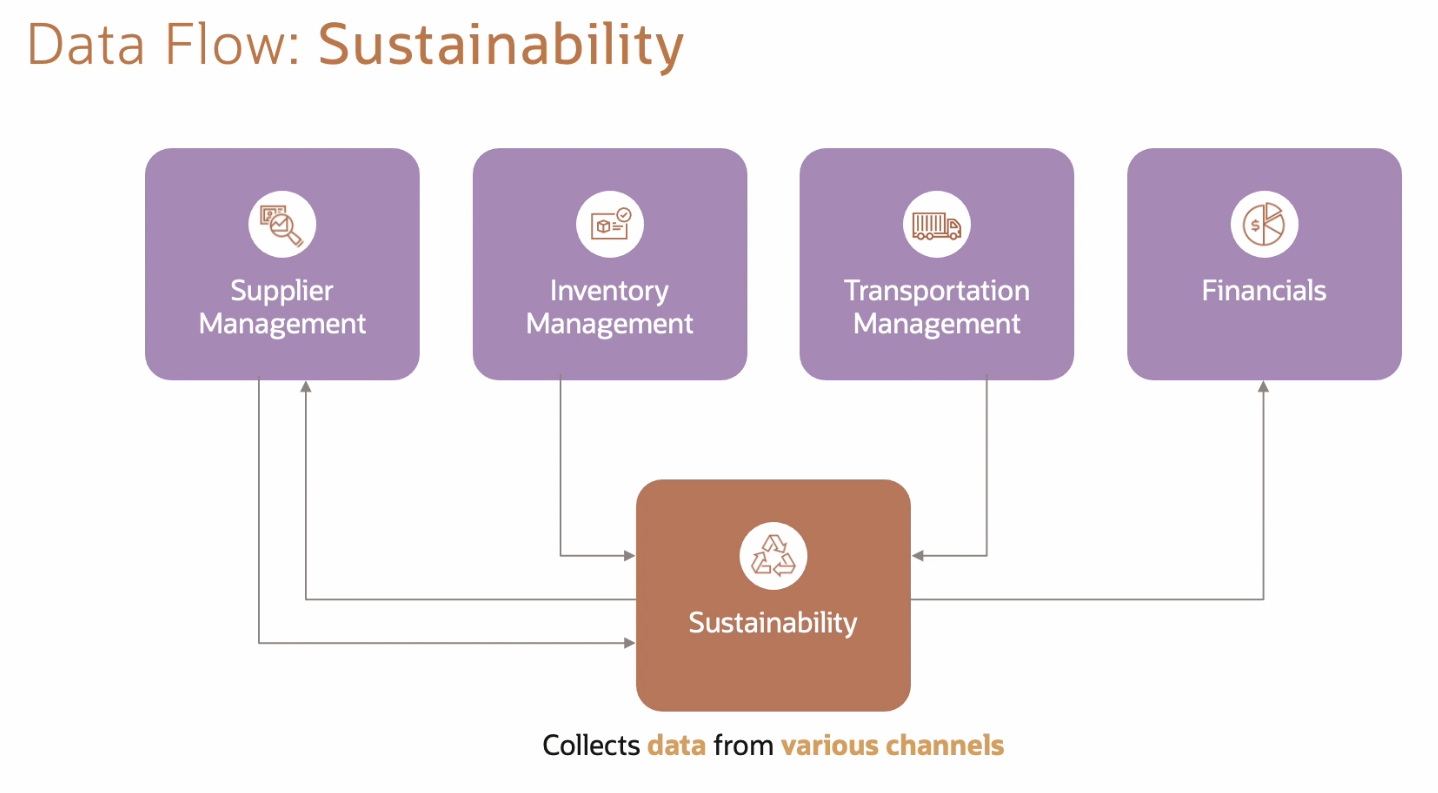 Data Flow: Sustainability
Supplier
Management
Inventory
Management
Transportation
Management
Financials
Sustainability
Collects data from various channels